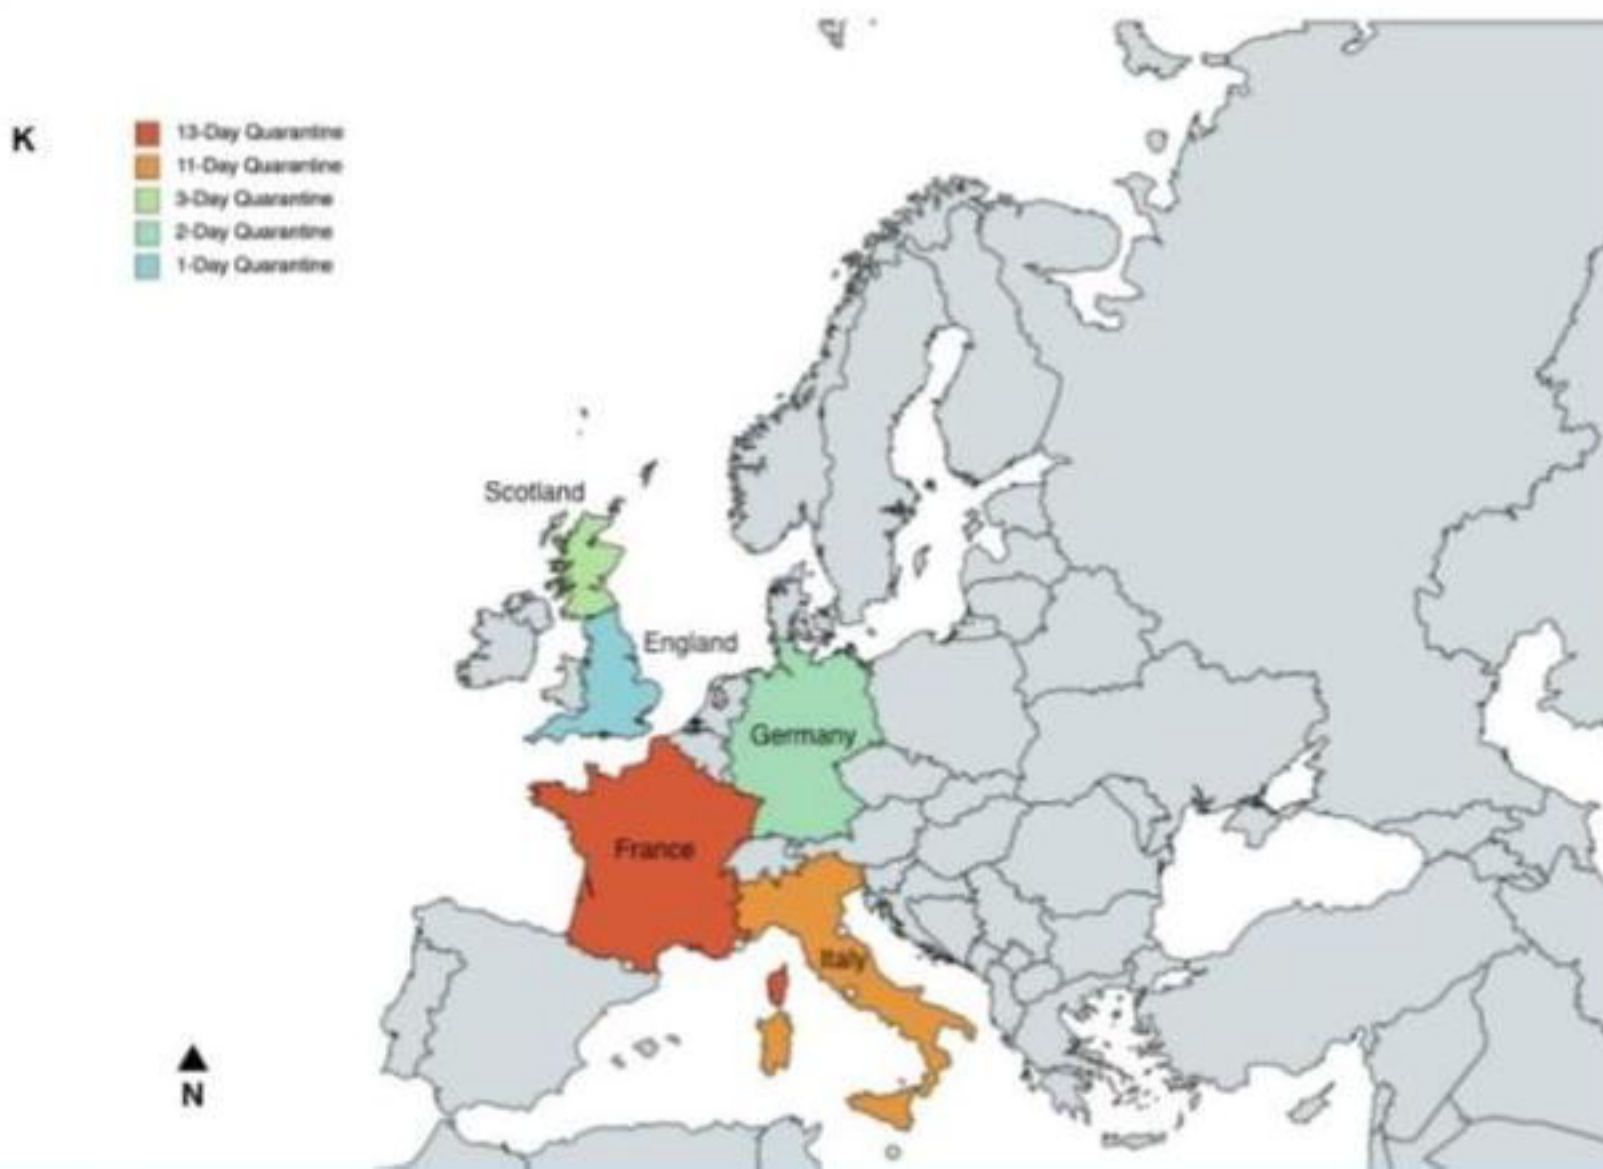 K
13-Day Quarantine
11-Day Quarantine
3-Day Quarantine
2-Day Quarantine
1-Day Quarantine
Scotland
England
Germany
France
Italy
N